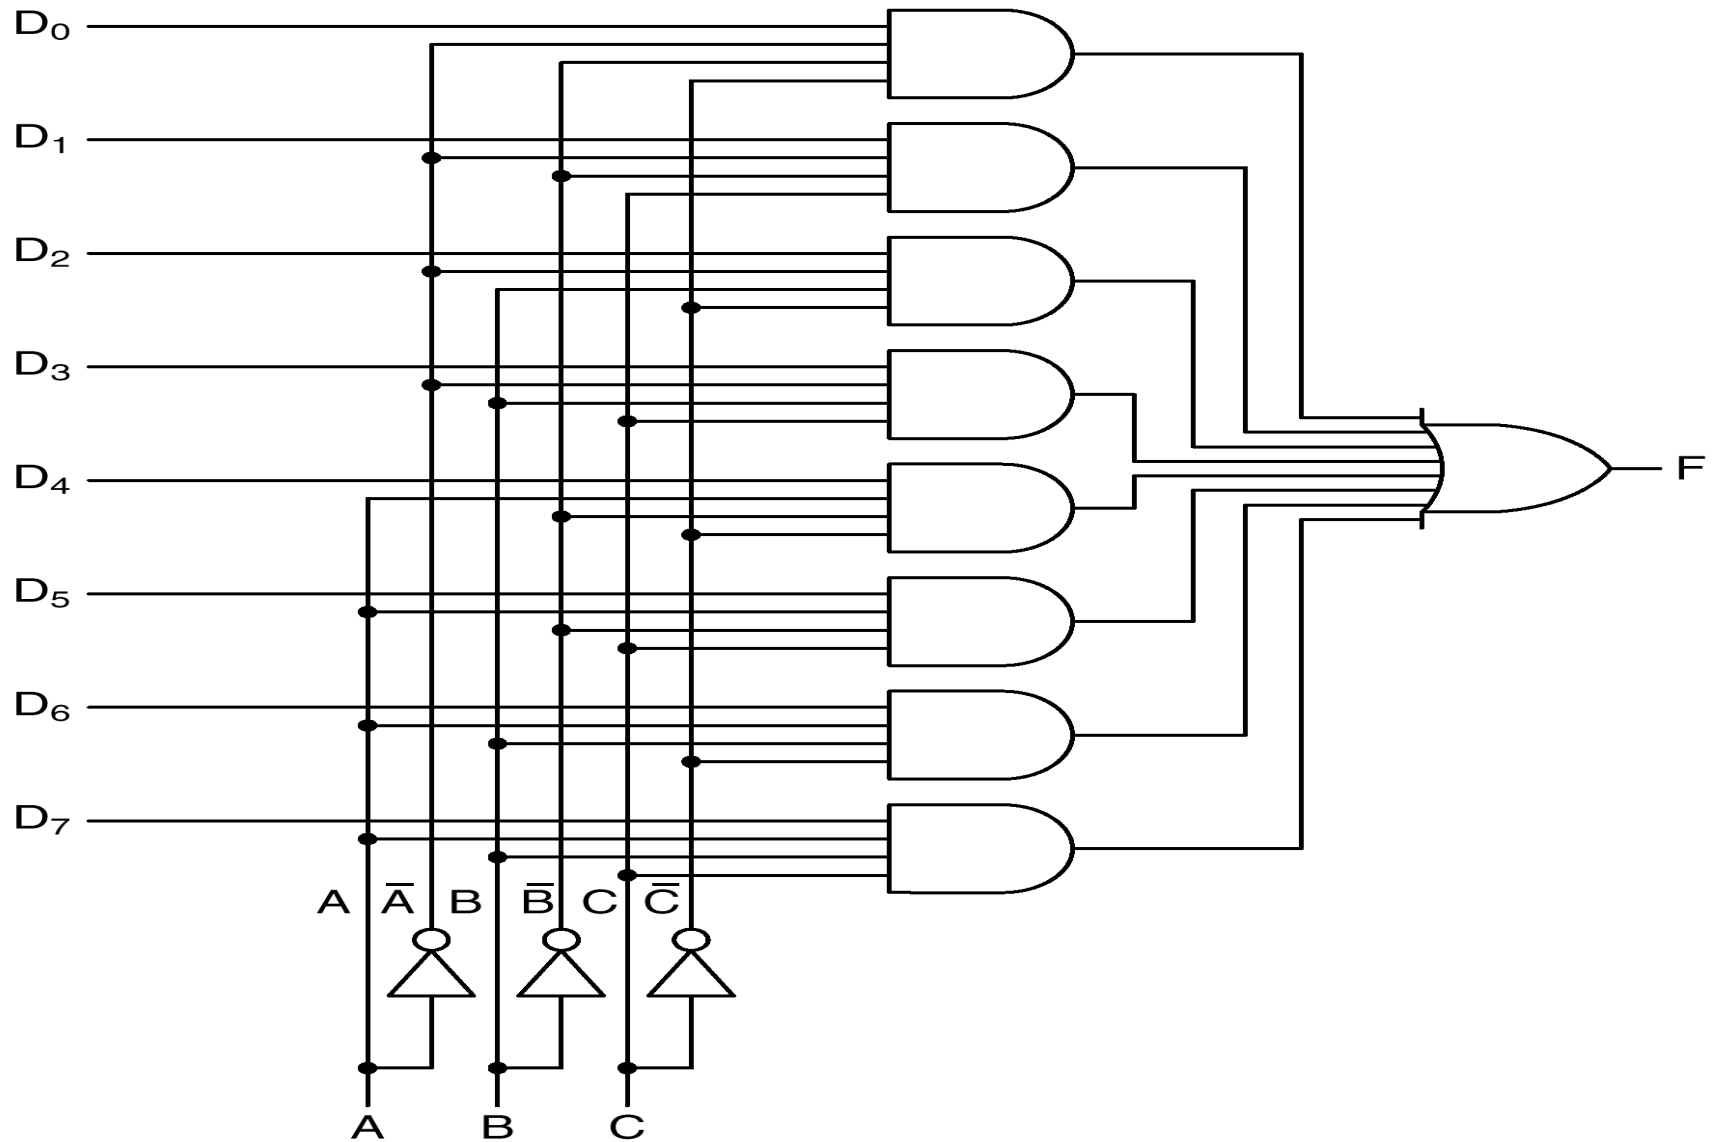 D₀
D₁
D₂
D₃
F
D₄
D₅
D₆
D₇
A A̅ B B̅ C C̅
A B C